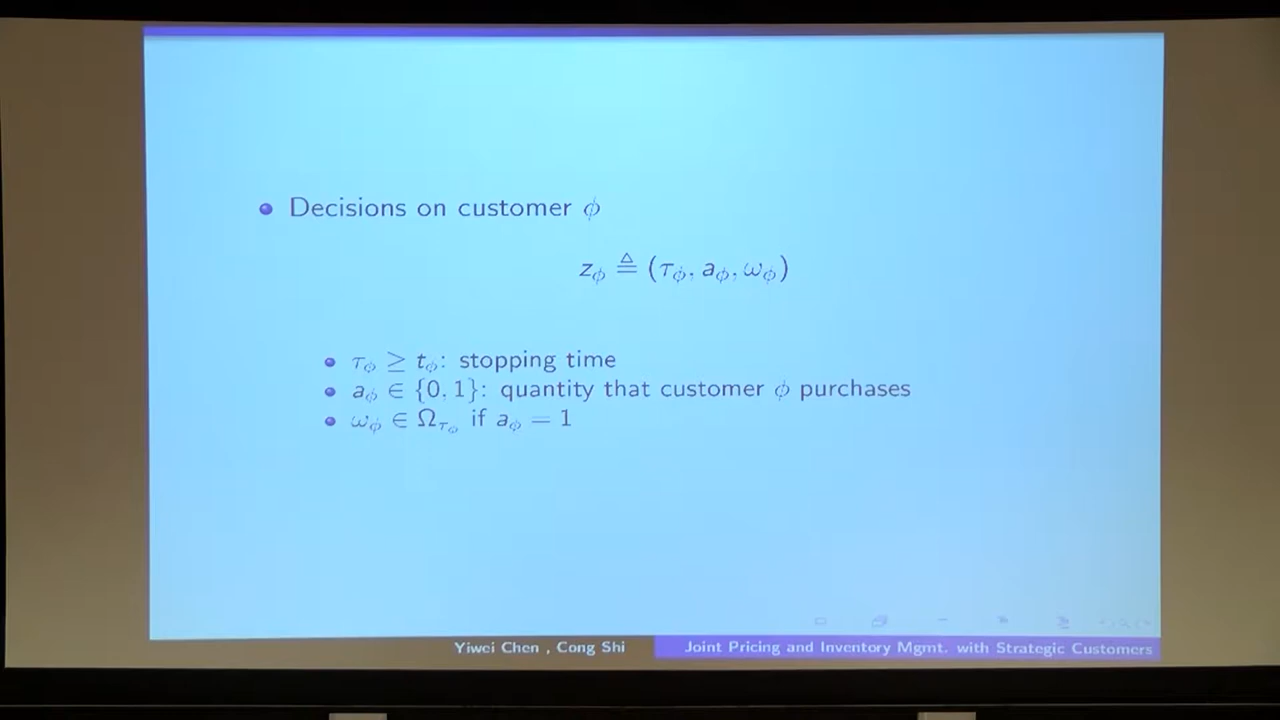 Decisions on customer ϕ
z_ϕ ≜ (τ_ϕ, a_ϕ, ω_ϕ)
τ_ϕ ≥ t_ϕ: stopping time
a_ϕ ∈ {0, 1}: quantity that customer ϕ purchases
ω_ϕ ∈ Ω_{τ_ϕ} if a_ϕ = 1
Yiwei Chen , Cong Shi Joint Pricing and Inventory Mgmt. with Strategic Customers